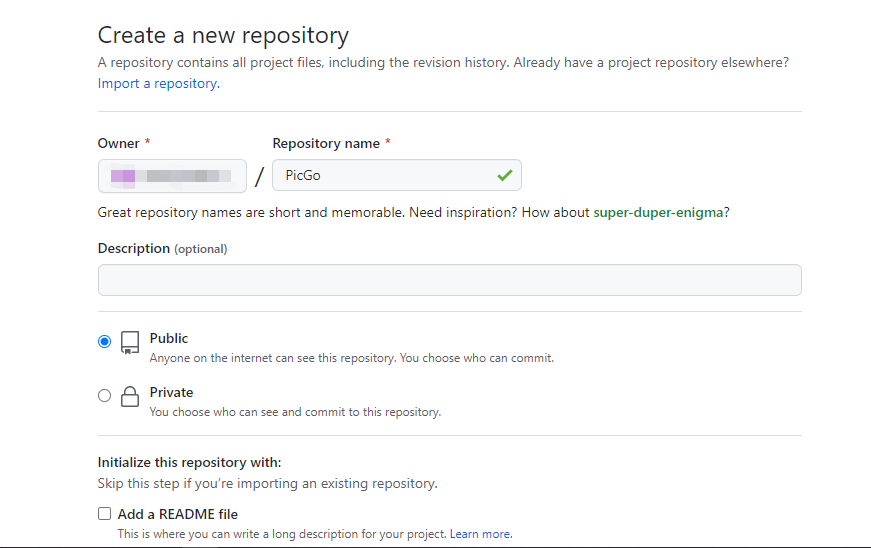 Create a new repository
A repository contains all project files, including the revision history. Already have a project repository elsewhere?
Import a repository.
Owner * Repository name *
/ PicGo
Great repository names are short and memorable. Need inspiration? How about super-duper-enigma?
Description (optional)
Public
Anyone on the internet can see this repository. You choose who can commit.
Private
You choose who can see and commit to this repository.
Initialize this repository with:
Skip this step if you're importing an existing repository.
Add a README file
This is where you can write a long description for your project. Learn more.